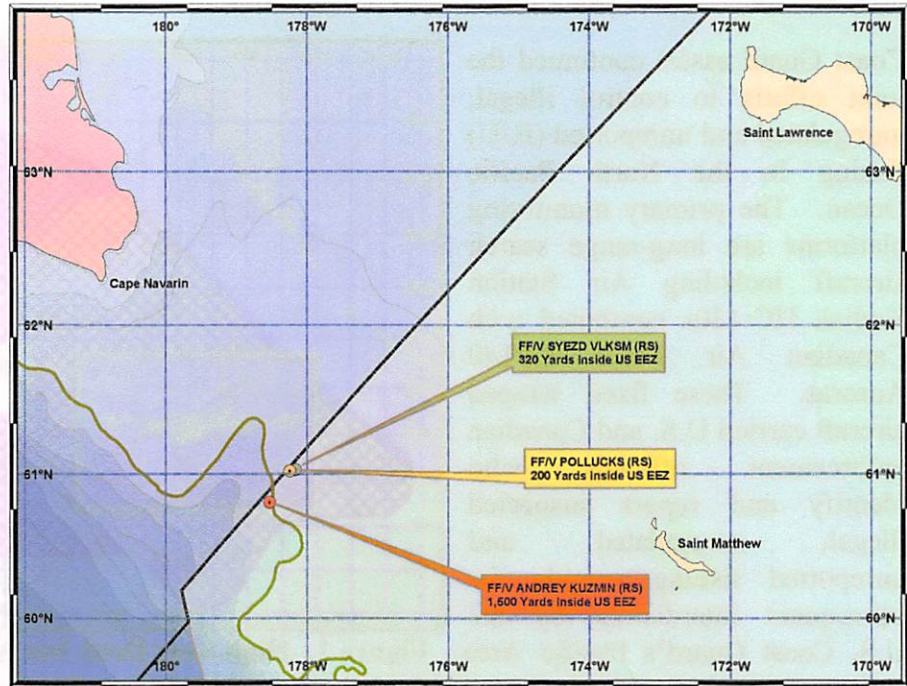 180° 178°W 176°W 174°W 172°W 170°W
Saint Lawrence
63°N 63°N
Cape Navarin
62°N 62°N
FF/V SYEZD VLKSM (RS)
320 Yards Inside US EEZ
61°N 61°N
FF/V POLLUCKS (RS)
200 Yards Inside US EEZ
Saint Matthew
FF/V ANDREY KUZMIN (RS)
1,500 Yards Inside US EEZ
60°N 60°N
180° 178°W 176°W 174°W 172°W 170°W